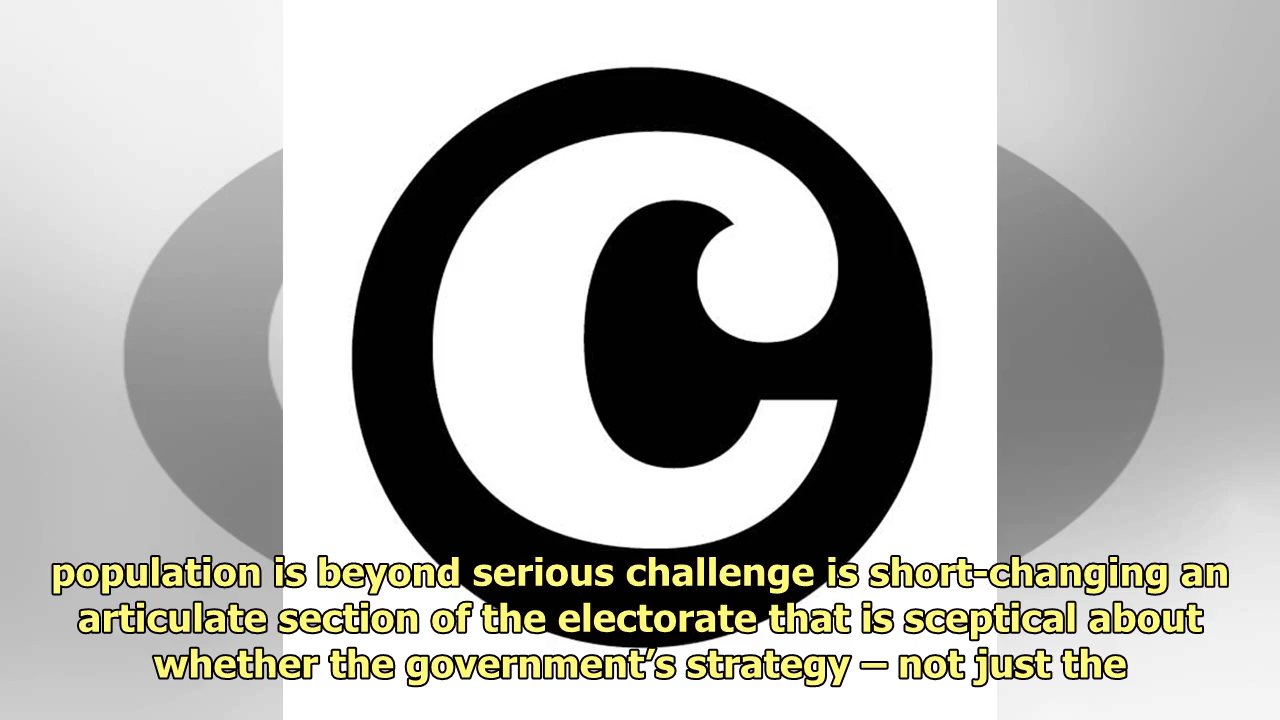 C
population is beyond serious challenge is short-changing an
articulate section of the electorate that is sceptical about
whether the government’s strategy – not just the